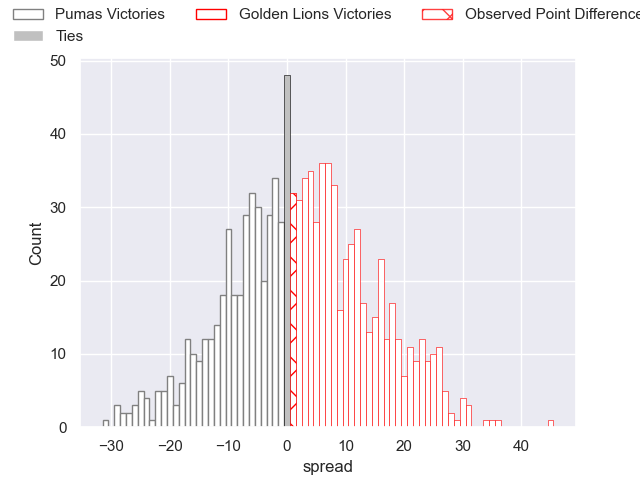 Pumas Victories Golden Lions Victories Observed Point Difference
Ties
50
40
30
20
10
0
Count
−30 −20 −10 0 10 20 30 40
spread